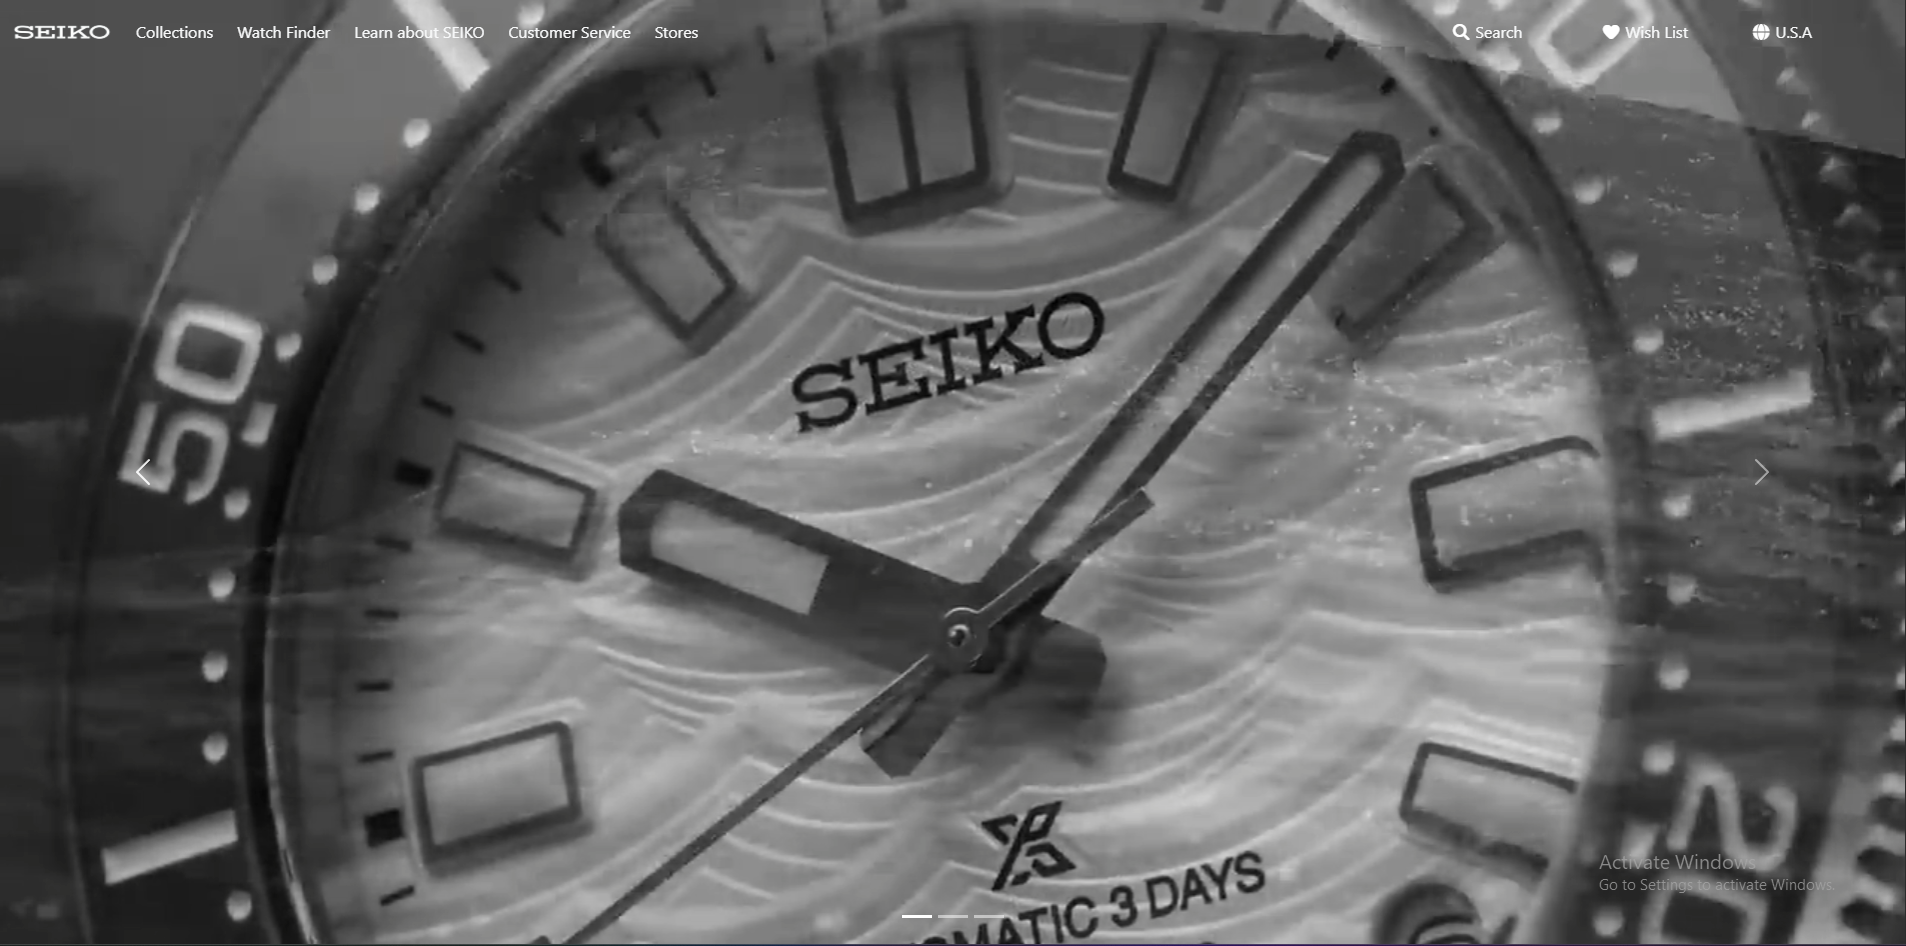 SEIKO Collections Watch Finder Learn about SEIKO Customer Service Stores Search Wish List U.S.A
50
SEIKO
20
MATIC 3 DAYS
Activate Windows
Go to Settings to activate Windows.